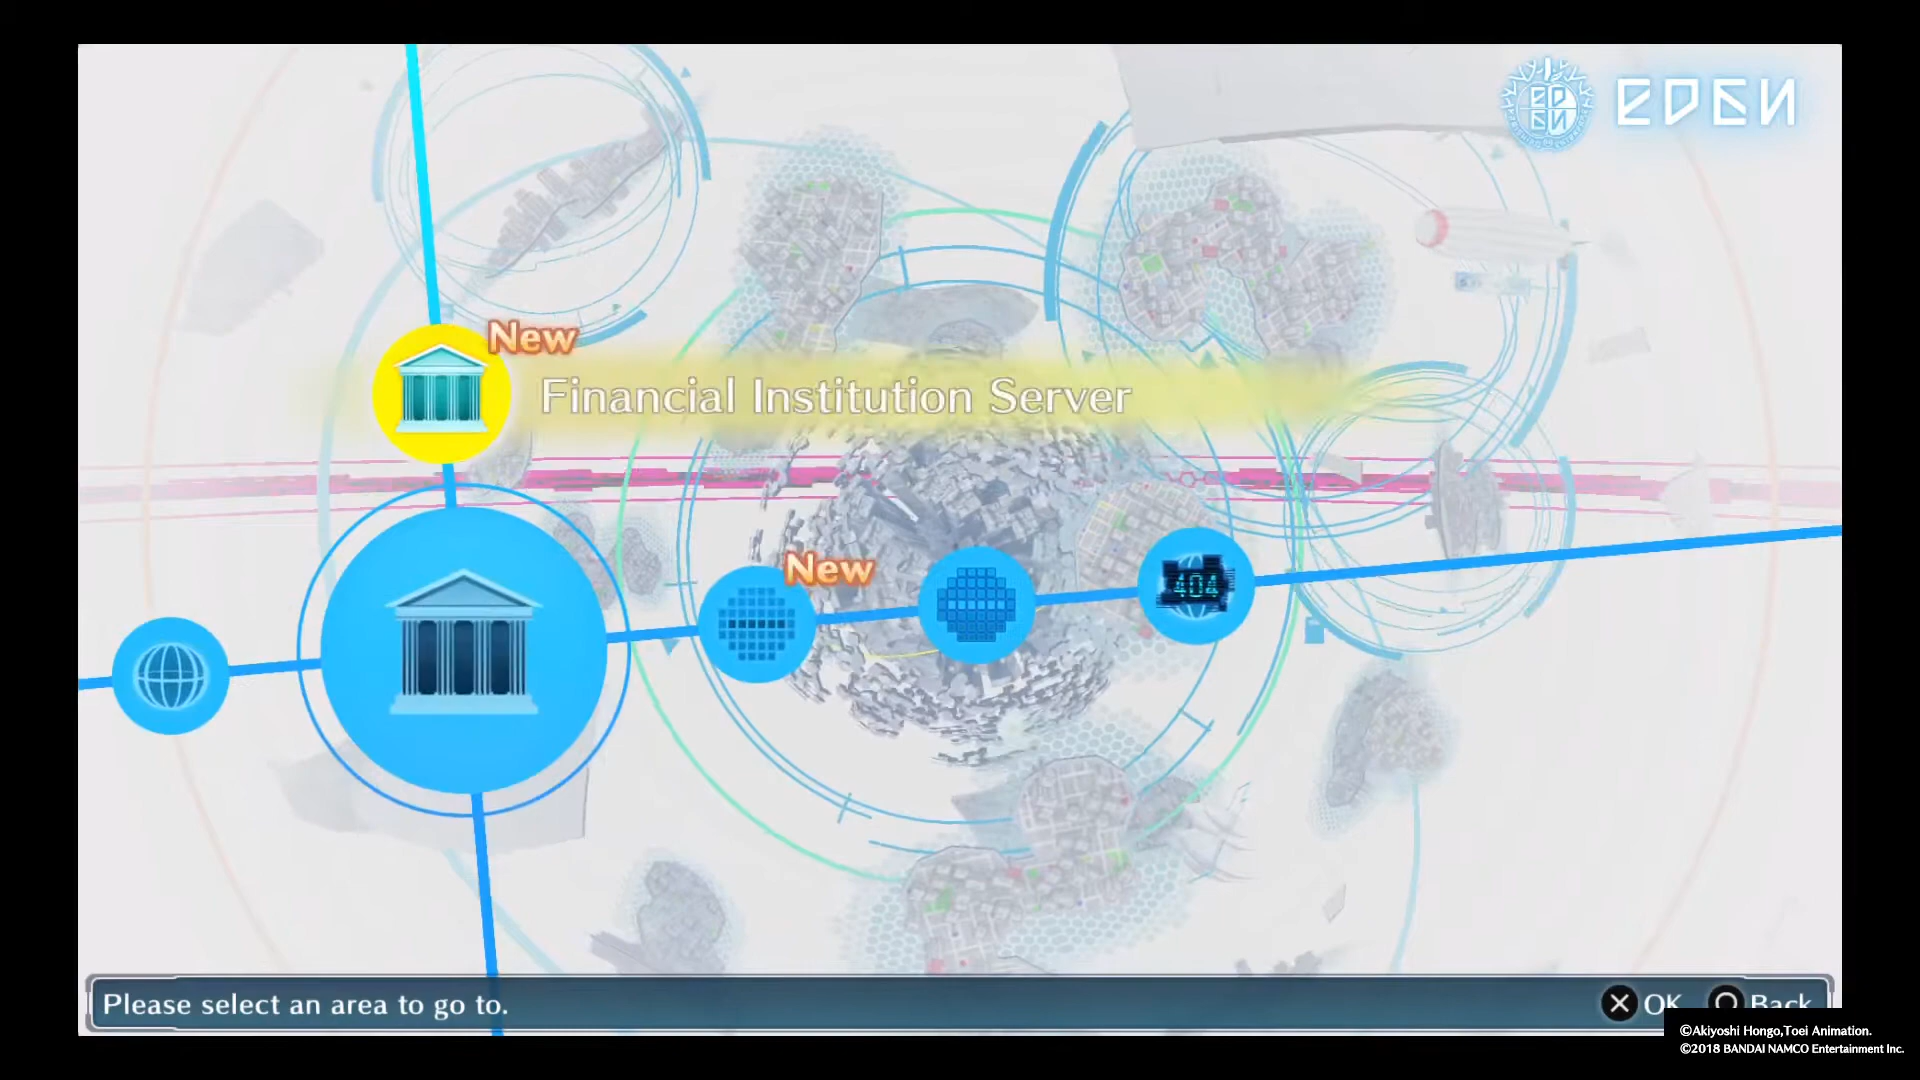 EDEN
New
Financial Institution Server
New
404
Please select an area to go to.
OK
Back
©Akiyoshi Hongo,Toei Animation.
©2018 BANDAI NAMCO Entertainment Inc.